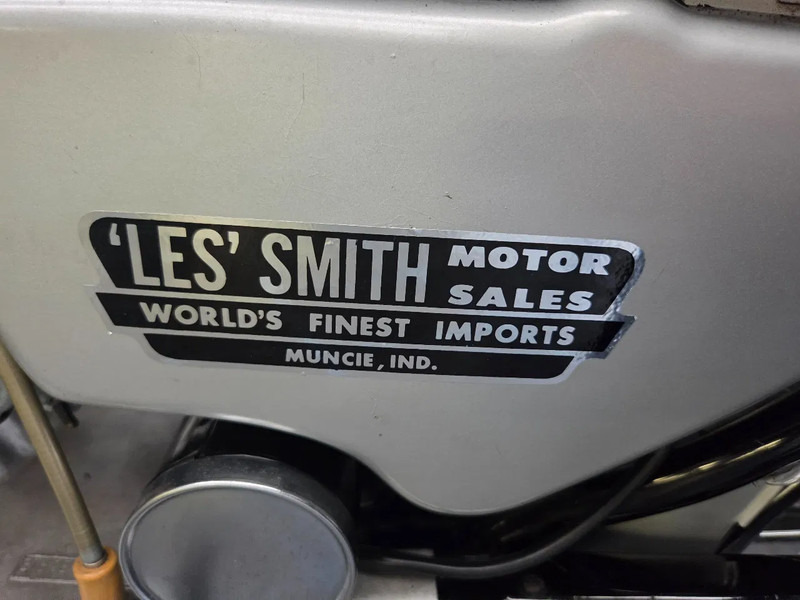 'LES' SMITH MOTOR SALES
WORLD'S FINEST IMPORTS
MUNCIE, IND.